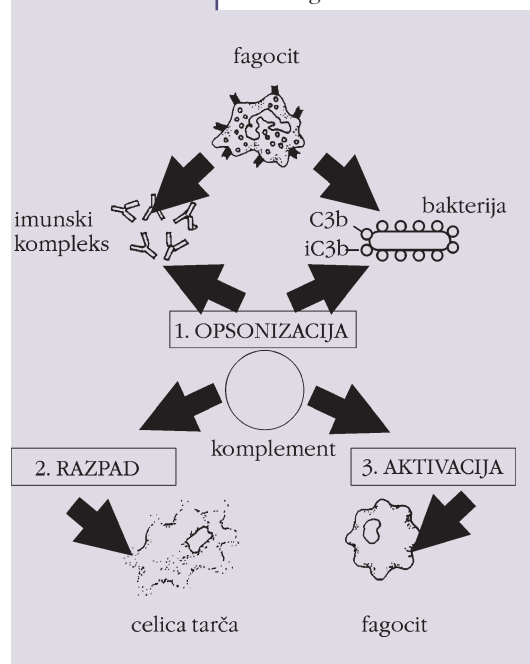 fagocit
imunski
kompleks
C3b
bakterija
iC3b
1. OPSONIZACIJA
komplement
2. RAZPAD
3. AKTIVACIJA
celica tarča
fagocit